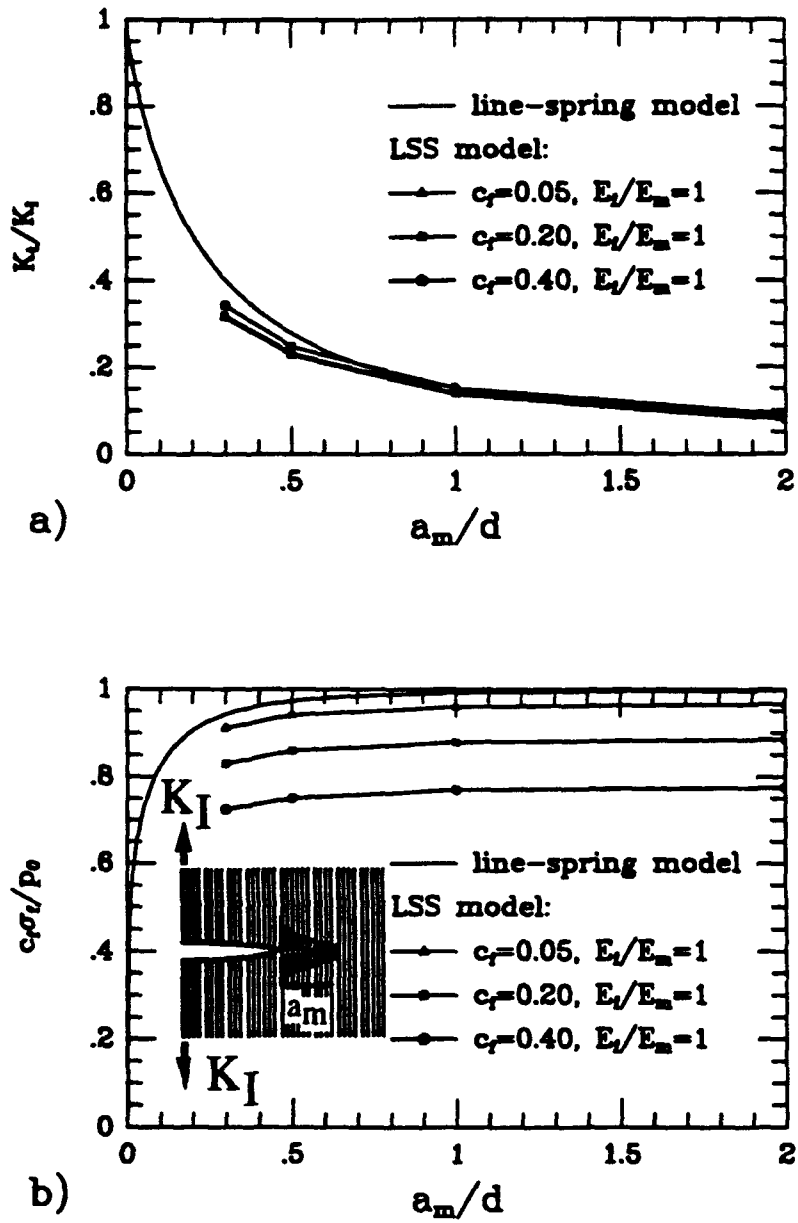 1
.8
.6
.4
.2
0
K_t/K_I
line-spring model
LSS model:
c_f=0.05, E_f/E_m=1
c_f=0.20, E_f/E_m=1
c_f=0.40, E_f/E_m=1
0 .5 1 1.5 2
a)
a_m/d
1
.8
.6
.4
.2
0
c_fσ_f/p_0
K_I
a_m
K_I
line-spring model
LSS model:
c_f=0.05, E_f/E_m=1
c_f=0.20, E_f/E_m=1
c_f=0.40, E_f/E_m=1
0 .5 1 1.5 2
b)
a_m/d